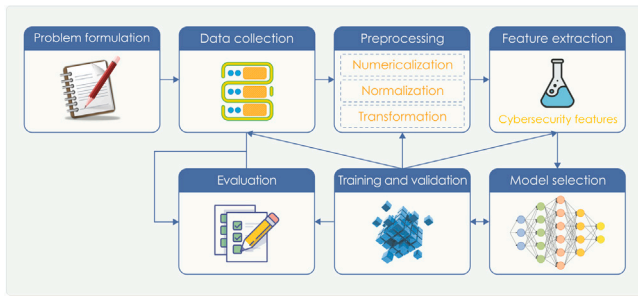 Problem formulation
Data collection
Preprocessing
Numericalization
Normalization
Transformation
Feature extraction
Cybersecurity features
Evaluation
Training and validation
Model selection